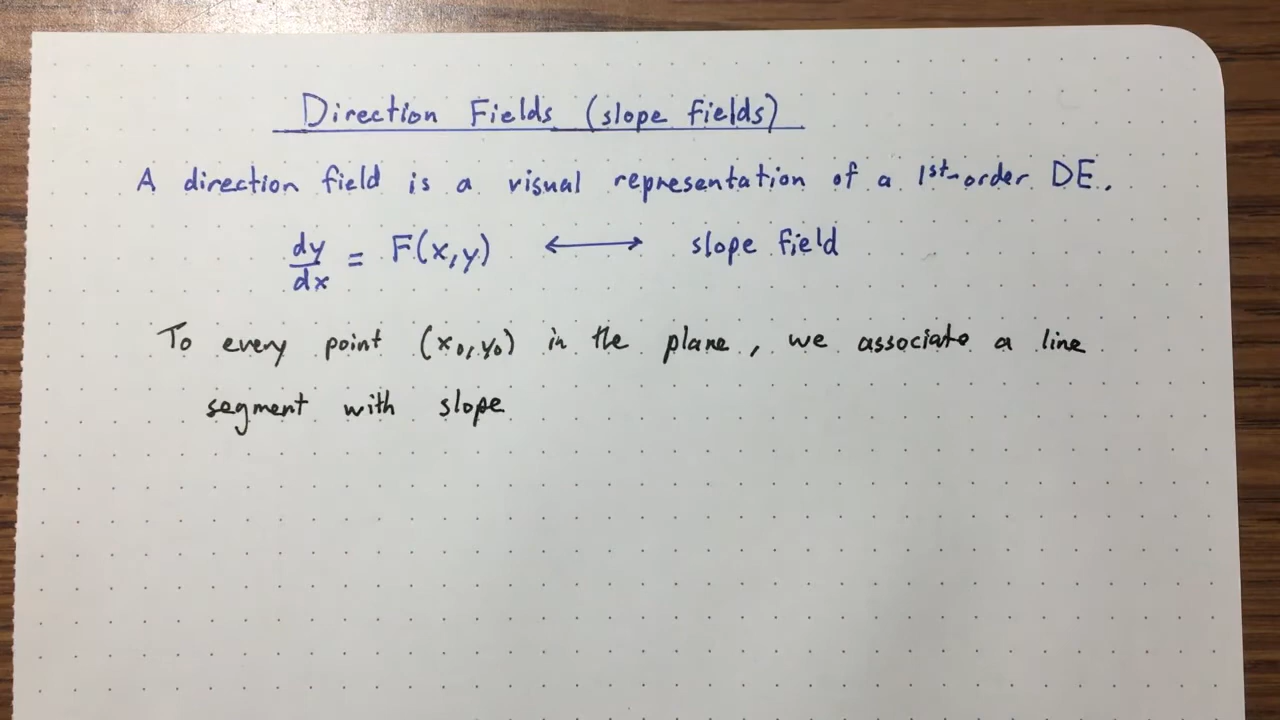 Direction Fields (slope fields)
A direction field is a visual representation of a 1st-order DE.
dy/dx = F(x,y) ⟷ slope field
To every point (x₀,y₀) in the plane, we associate a line
segment with slope